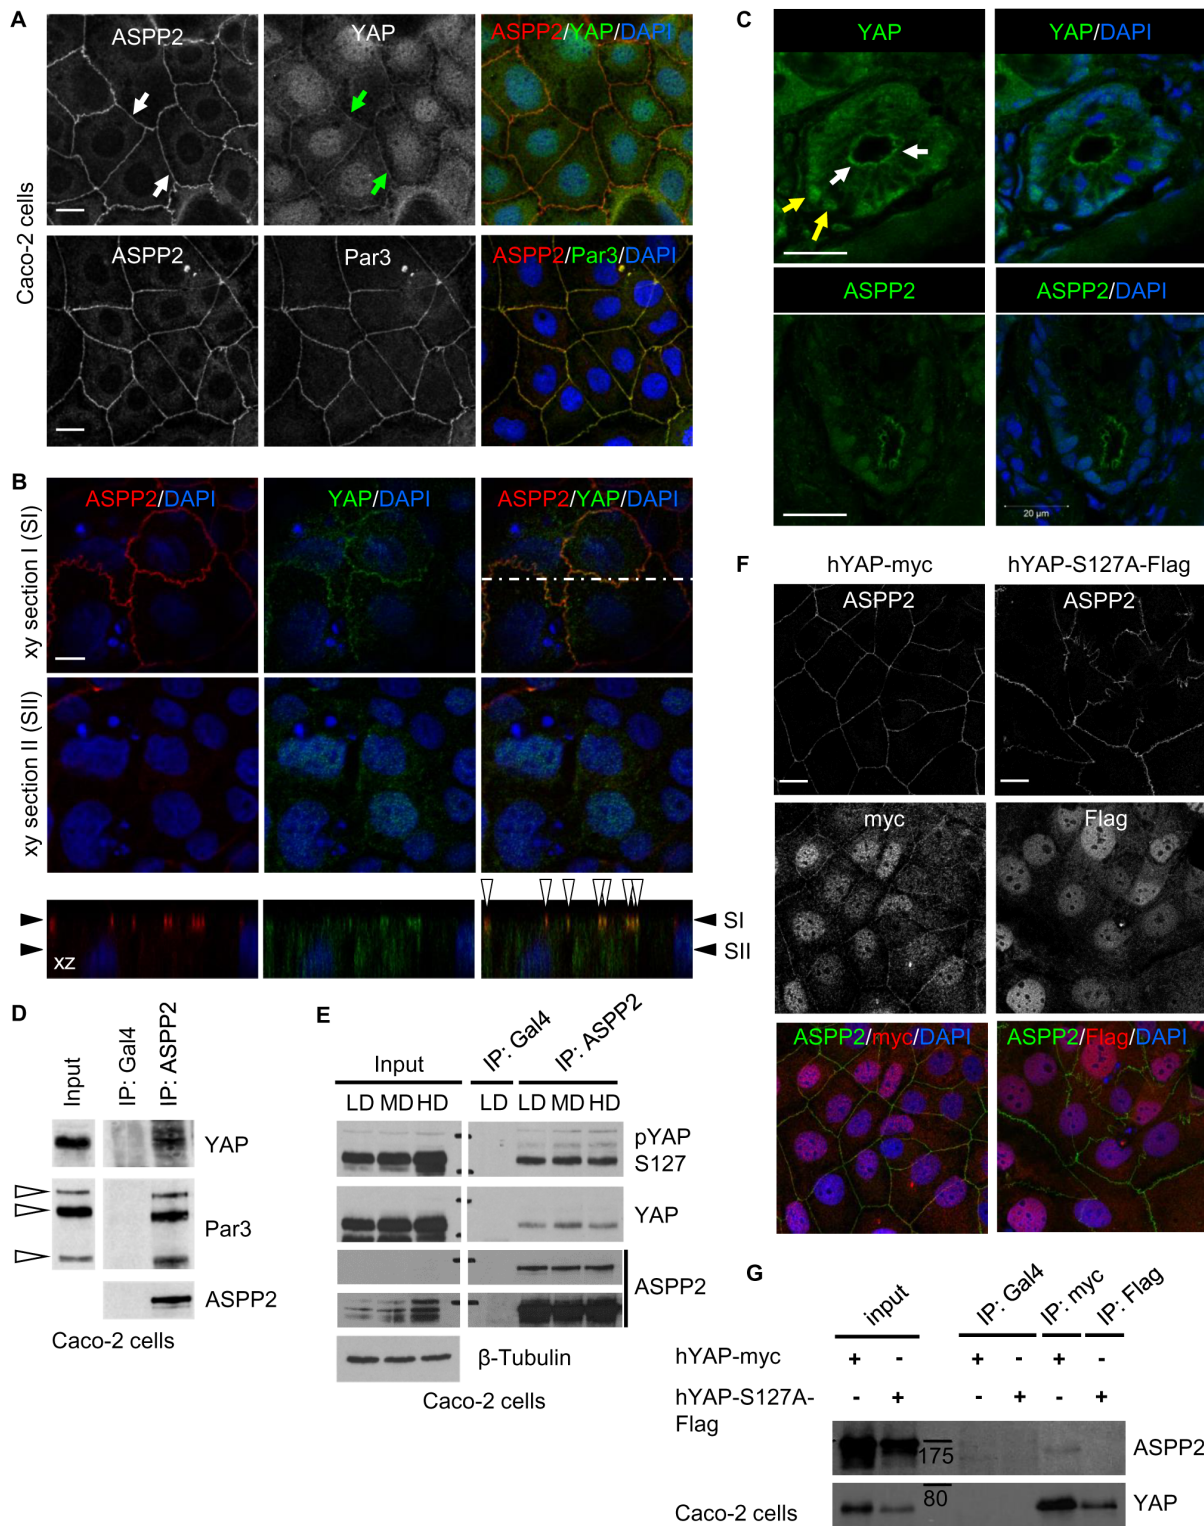 A
Caco-2 cells
ASPP2
YAP
ASPP2/YAP/DAPI
ASPP2
Par3
ASPP2/Par3/DAPI
B
xy section I (SI)
ASPP2/DAPI
YAP/DAPI
ASPP2/YAP/DAPI
xy section II (SII)
xz
SI
SII
C
YAP
YAP/DAPI
ASPP2
ASPP2/DAPI
20 µm
D
Input
IP: Gal4
IP: ASPP2
YAP
Par3
ASPP2
Caco-2 cells
E
Input
IP: Gal4
IP: ASPP2
LD MD HD
LD
LD MD HD
pYAP
S127
YAP
ASPP2
β-Tubulin
Caco-2 cells
F
hYAP-myc
hYAP-S127A-Flag
ASPP2
ASPP2
myc
Flag
ASPP2/myc/DAPI
ASPP2/Flag/DAPI
G
input
IP: Gal4
IP: myc
IP: Flag
hYAP-myc
+ - + - + -
hYAP-S127A-
Flag
- + - + - +
175
ASPP2
80
YAP
Caco-2 cells